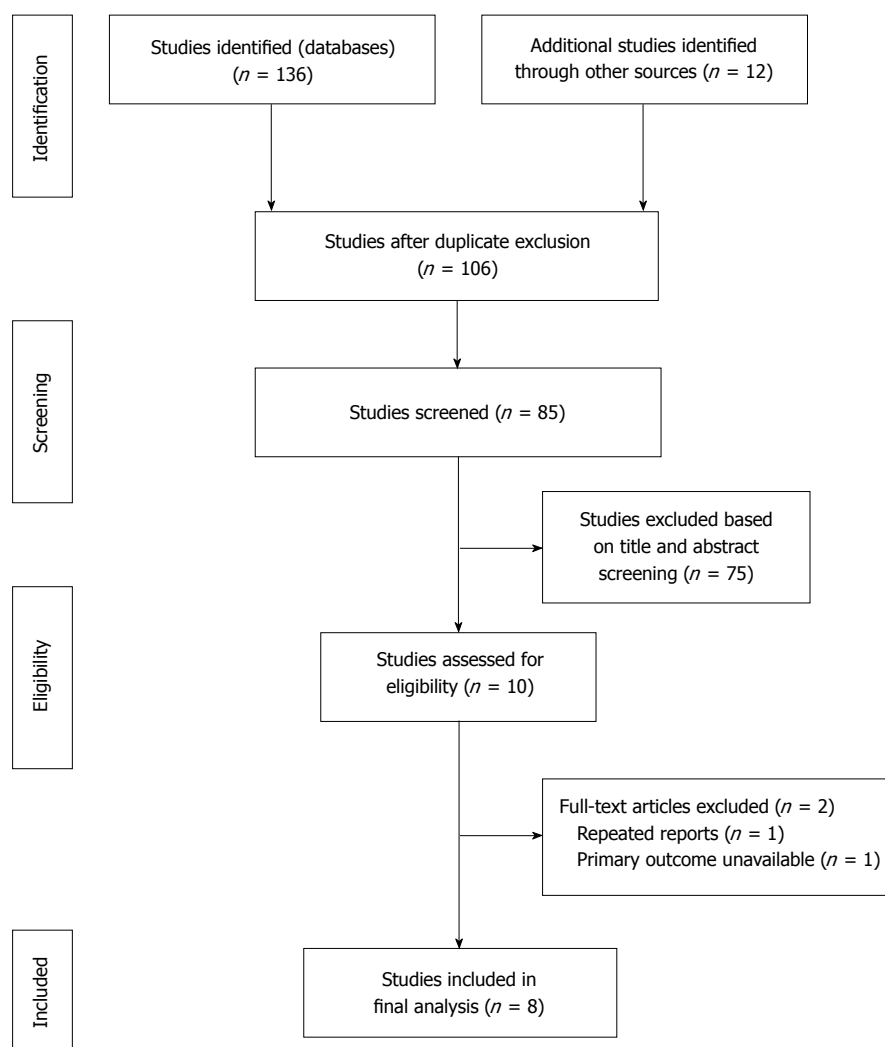 Identification
Studies identified (databases)
(n = 136)
Additional studies identified
through other sources (n = 12)
Studies after duplicate exclusion
(n = 106)
Screening
Studies screened (n = 85)
Studies excluded based
on title and abstract
screening (n = 75)
Eligibility
Studies assessed for
eligibility (n = 10)
Full-text articles excluded (n = 2)
Repeated reports (n = 1)
Primary outcome unavailable (n = 1)
Included
Studies included in
final analysis (n = 8)